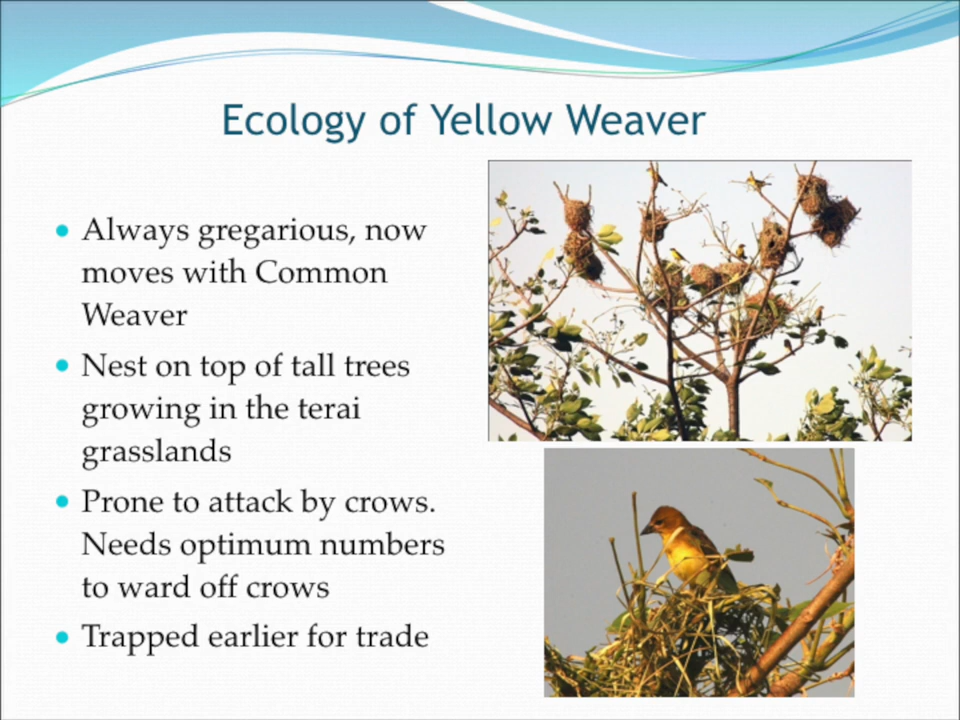 Ecology of Yellow Weaver
• Always gregarious, now
moves with Common
Weaver
• Nest on top of tall trees
growing in the terai
grasslands
• Prone to attack by crows.
Needs optimum numbers
to ward off crows
• Trapped earlier for trade